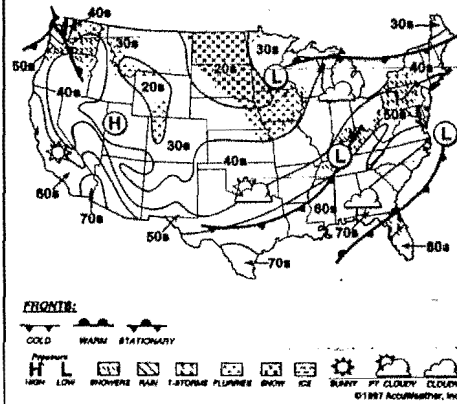 40s 30s
30s
50s 30s 20s L 40s
40s 20s
H 50s
30s L
40s L
60s 60s
70s 70s
50s 80s
70s
FRONTS:
COLD WARM STATIONARY
Pressure
H L
HIGH LOW SHOWERS RAIN T-STORMS FLURRIES SNOW ICE SUNNY PT CLOUDY CLOUDY
©1997 AccuWeather, Inc